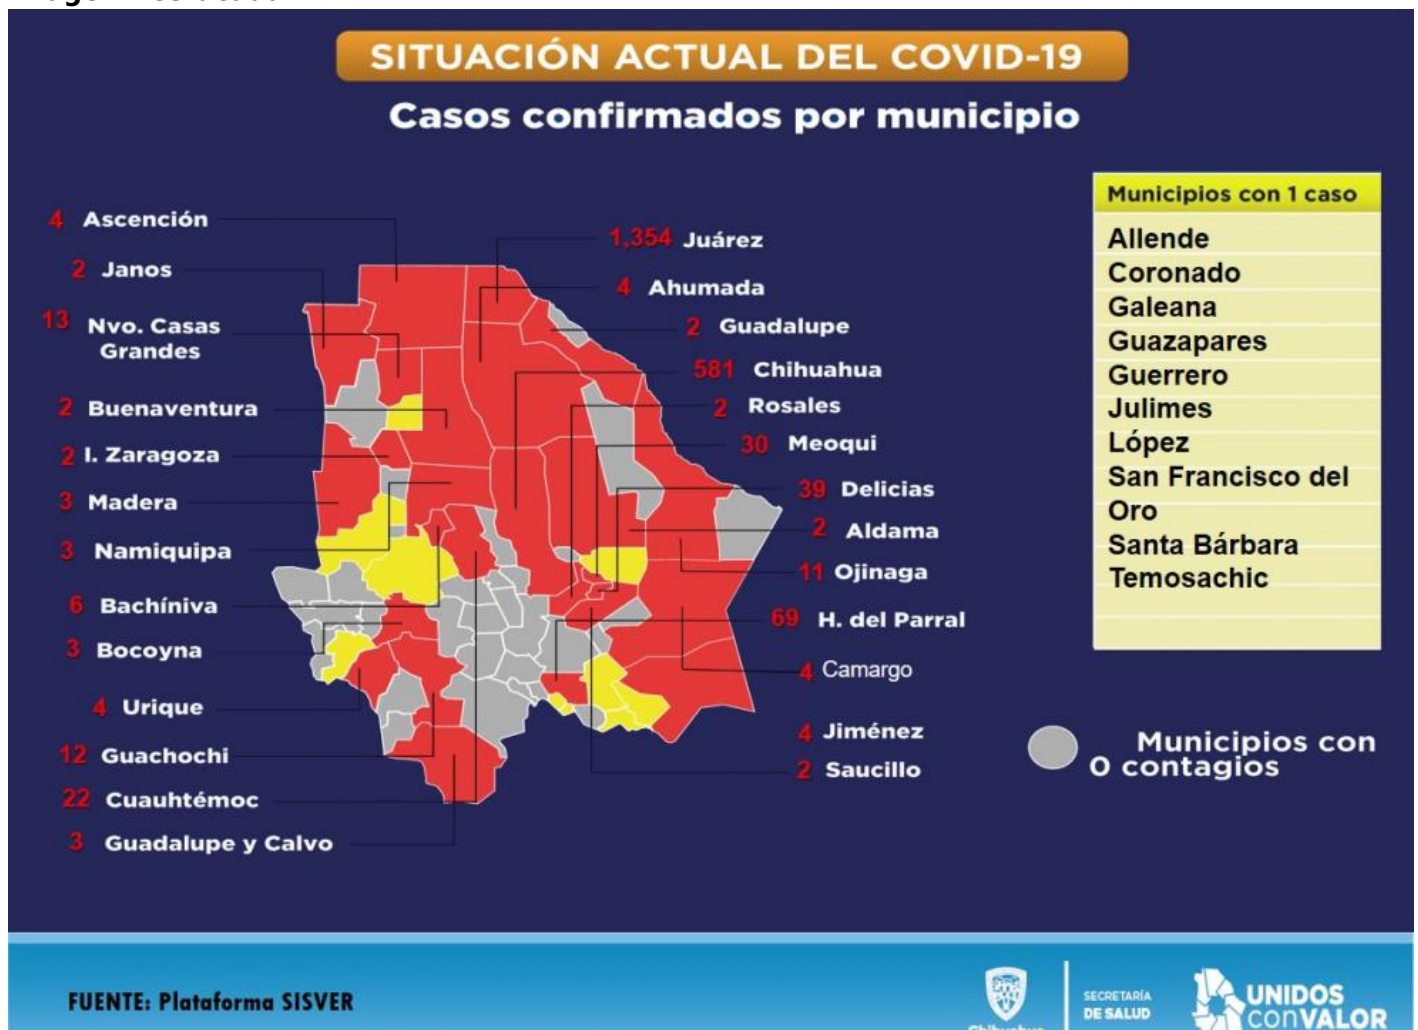 SITUACIÓN ACTUAL DEL COVID-19
Casos confirmados por municipio
4 Ascención
2 Janos
13 Nvo. Casas
Grandes
2 Buenaventura
2 I. Zaragoza
3 Madera
3 Namiquipa
6 Bachíniva
3 Bocoyna
4 Urique
12 Guachochi
22 Cuauhtémoc
3 Guadalupe y Calvo
1,354 Juárez
4 Ahumada
2 Guadalupe
581 Chihuahua
2 Rosales
30 Meoqui
39 Delicias
2 Aldama
11 Ojinaga
69 H. del Parral
4 Camargo
4 Jiménez
2 Saucillo
Municipios con 1 caso
Allende
Coronado
Galeana
Guazapares
Guerrero
Julimes
López
San Francisco del
Oro
Santa Bárbara
Temosachic
Municipios con
0 contagios
FUENTE: Plataforma SISVER
SECRETARÍA
DE SALUD
UNIDOS
conVALOR